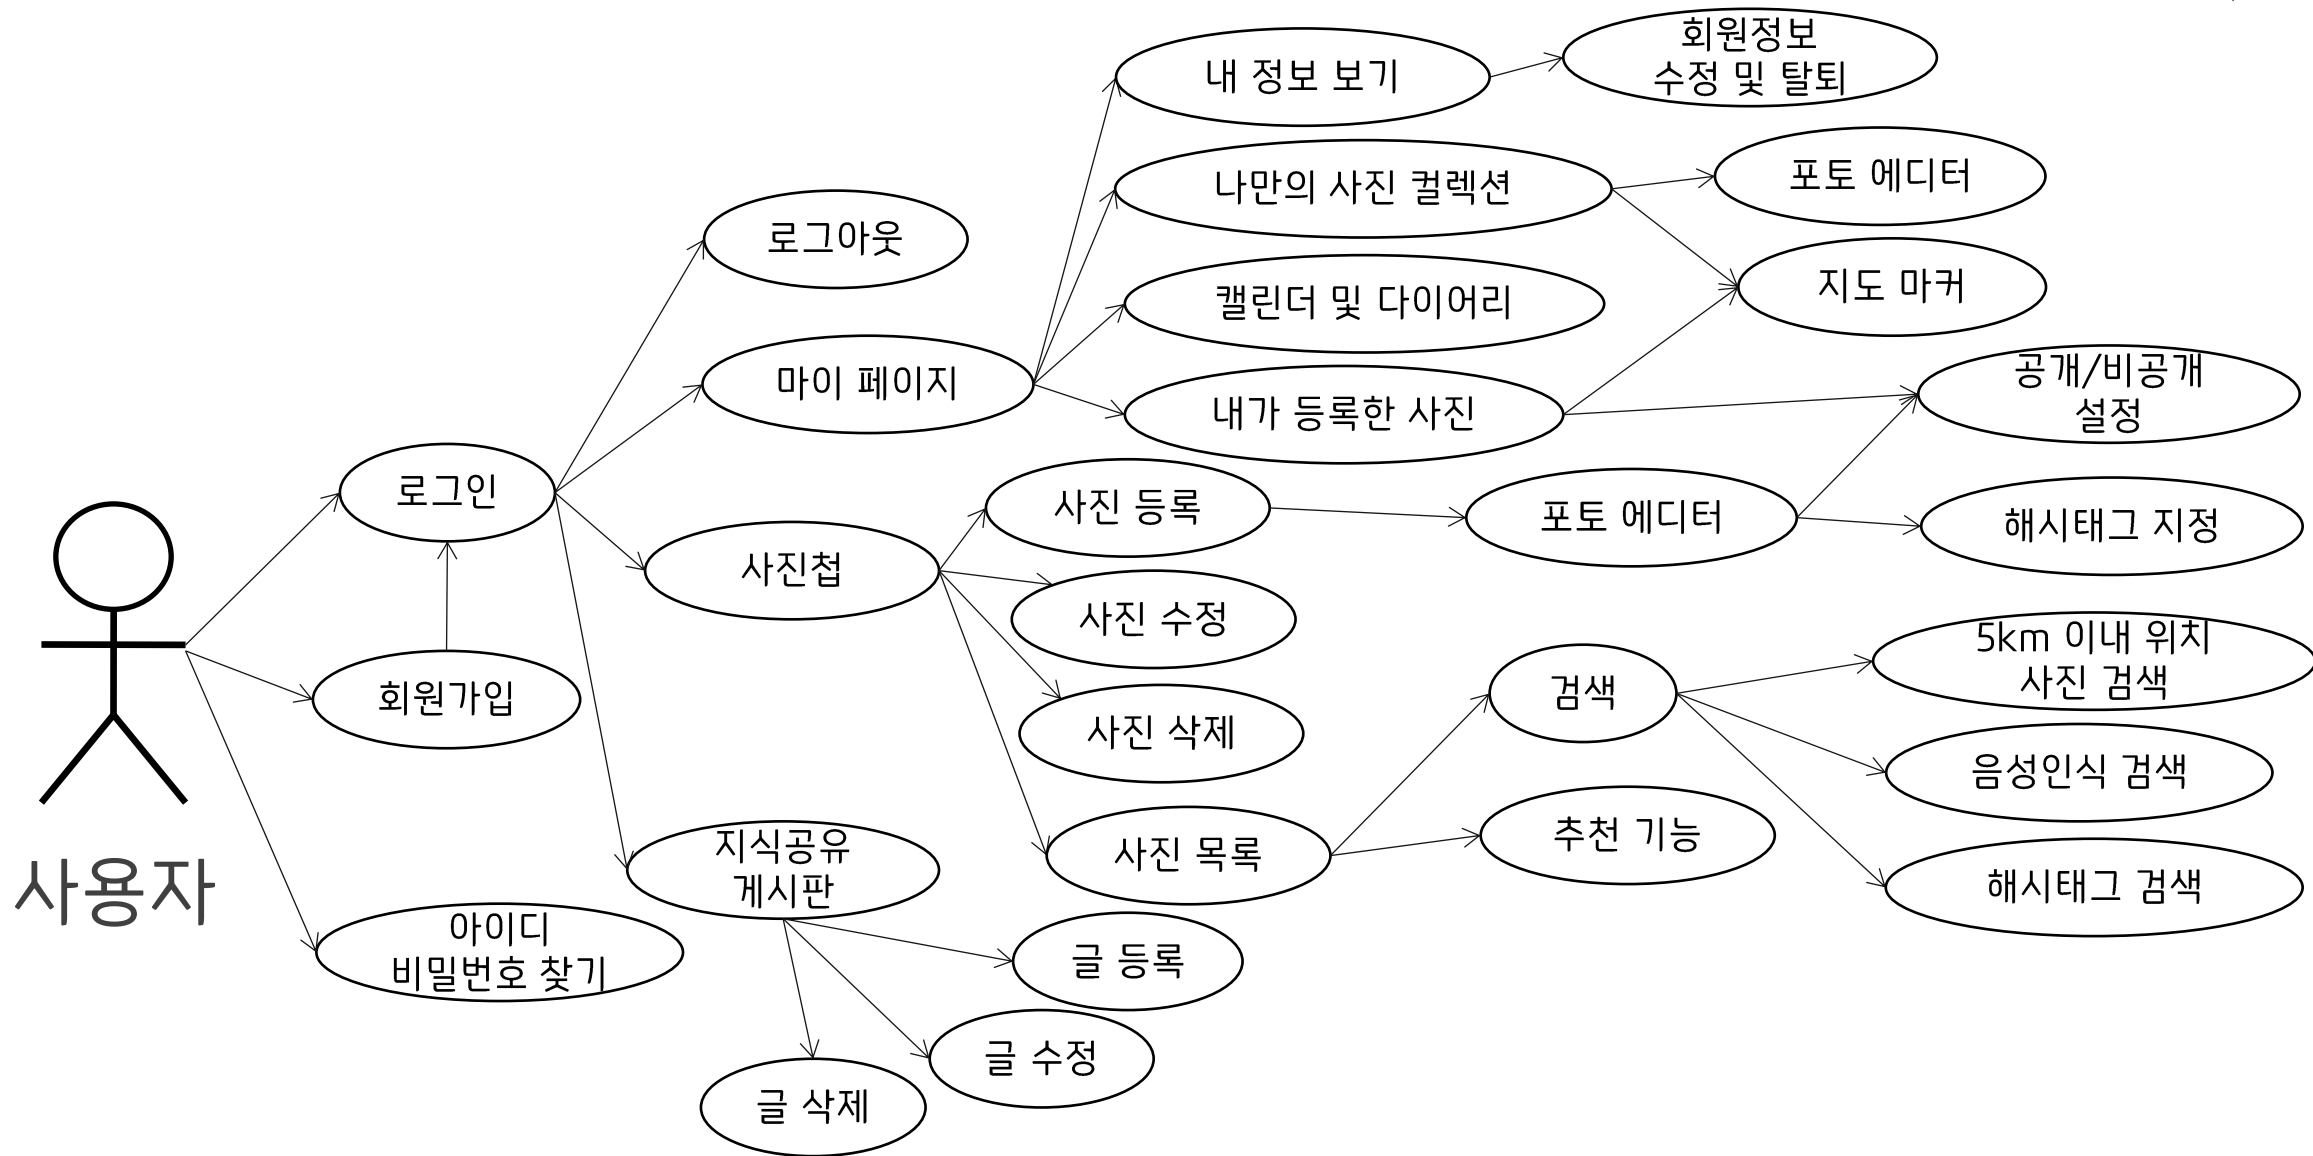 회원정보
수정 및 탈퇴
내 정보 보기
포토 에디터
나만의 사진 컬렉션
로그아웃
지도 마커
캘린더 및 다이어리
마이 페이지
공개/비공개
설정
내가 등록한 사진
로그인
사진 등록
포토 에디터
해시태그 지정
사진첩
사진 수정
5km 이내 위치
사진 검색
회원가입
검색
사진 삭제
음성인식 검색
추천 기능
지식공유
게시판
사진 목록
해시태그 검색
사용자
아이디
비밀번호 찾기
글 등록
글 수정
글 삭제